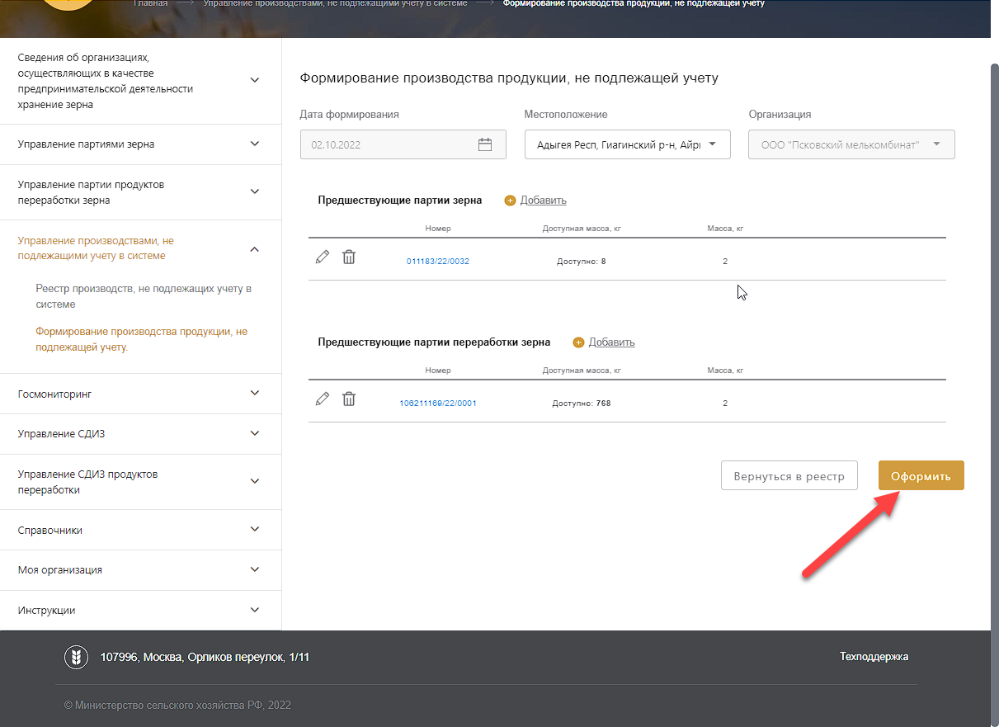 Главная
Управление производствами, не подлежащими учету в системе
Формирование производства продукции, не подлежащей учету
Сведения об организациях,
осуществляющих в качестве
предпринимательской деятельности
хранение зерна
Управление партиями зерна
Управление партии продуктов
переработки зерна
Управление производствами, не
подлежащими учету в системе
Реестр производств, не подлежащих учету в
системе
Формирование производства продукции, не
подлежащей учету.
Госмониторинг
Управление СДИЗ
Управление СДИЗ продуктов
переработки
Справочники
Моя организация
Инструкции
Формирование производства продукции, не подлежащей учету
Дата формирования
Местоположение
Организация
02.10.2022
Адыгея Респ, Гиагинский р-н, Айр
ООО "Псковский мелькомбинат"
Предшествующие партии зерна
Добавить
Номер
Доступная масса, кг
Масса, кг
011183/22/0032
Доступно: 8
2
Предшествующие партии переработки зерна
Добавить
Номер
Доступная масса, кг
Масса, кг
106211169/22/0001
Доступно: 768
2
Вернуться в реестр
Оформить
107996, Москва, Орликов переулок, 1/11
Техподдержка
© Министерство сельского хозяйства РФ, 2022